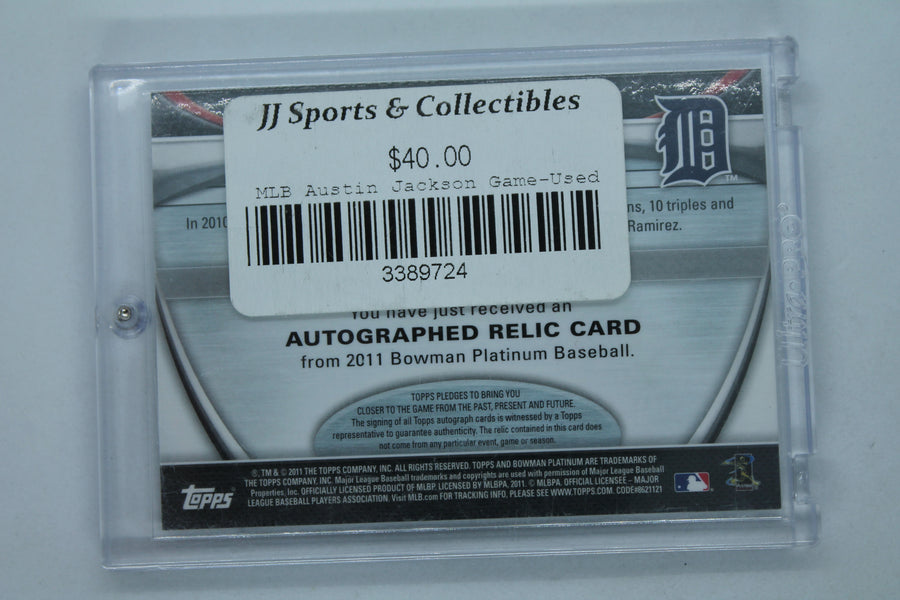 JJ Sports & Collectibles
$40.00
MLB Austin Jackson Game-Used
3389724
D
TM
In 2010
ns, 10 triples and
Ramirez.
You have just received an
AUTOGRAPHED RELIC CARD
from 2011 Bowman Platinum Baseball.
TOPPS PLEDGES TO BRING YOU
CLOSER TO THE GAME FROM THE PAST, PRESENT AND FUTURE.
The signing of all Topps autograph cards is witnessed by a Topps
representative to guarantee authenticity. The relic contained in this card does
not come from any particular event, game or season.
®, TM & © 2011 THE TOPPS COMPANY, INC. ALL RIGHTS RESERVED. TOPPS AND BOWMAN PLATINUM ARE TRADEMARKS OF
THE TOPPS COMPANY, INC. Major League Baseball trademarks and copyrights are used with permission of Major League Baseball
Properties, Inc. OFFICIALLY LICENSED PRODUCT OF MLBP. LICENSED BY MLBPA, 2011. © MLBPA. OFFICIAL LICENSEE – MAJOR
LEAGUE BASEBALL PLAYERS ASSOCIATION. Visit MLB.com FOR TRACKING INFO. PLEASE SEE WWW.TOPPS.COM. CODE#8621121
Topps